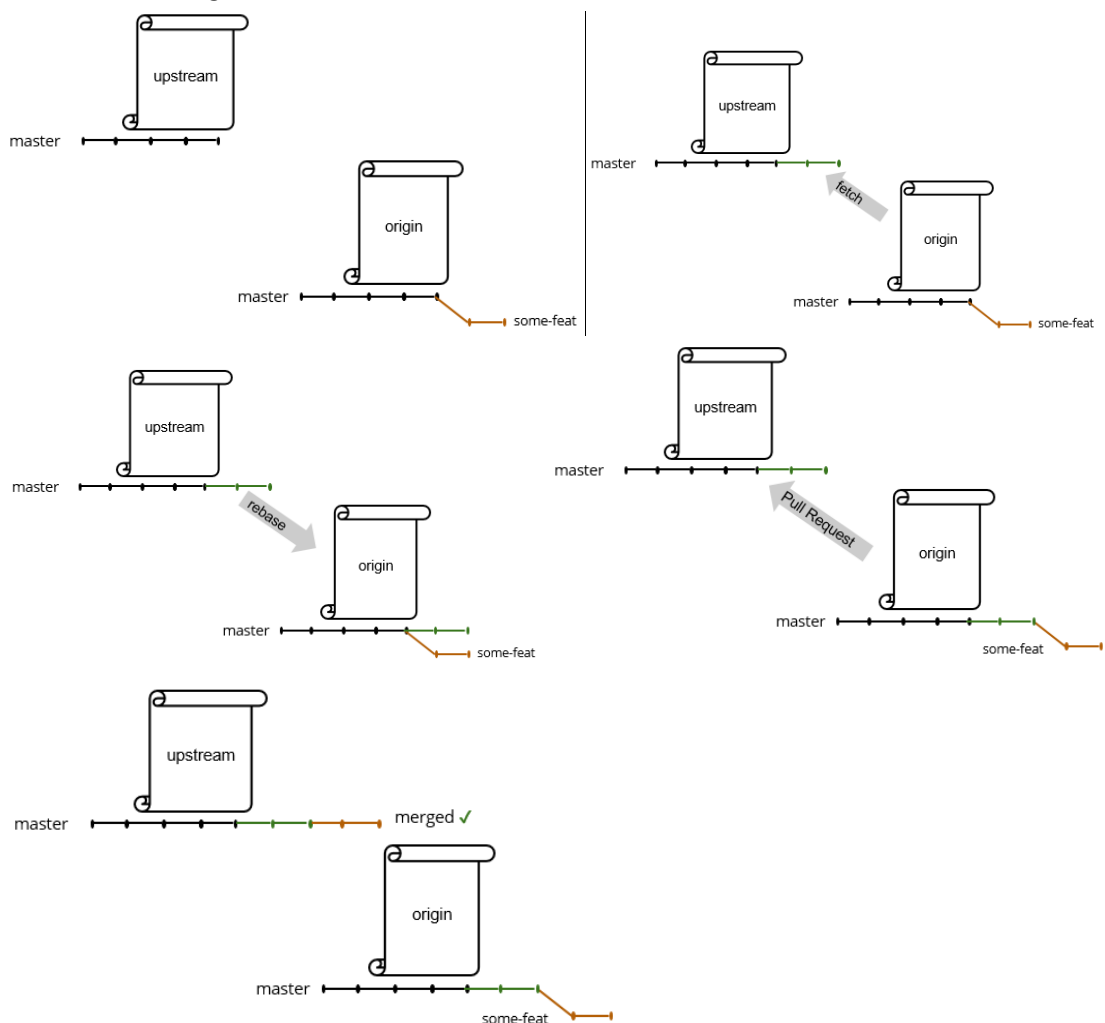 upstream
master
origin
master
some-feat
upstream
master
fetch
origin
master
some-feat
upstream
master
rebase
origin
master
some-feat
upstream
master
Pull Request
origin
master
some-feat
upstream
master
merged ✓
origin
master
some-feat